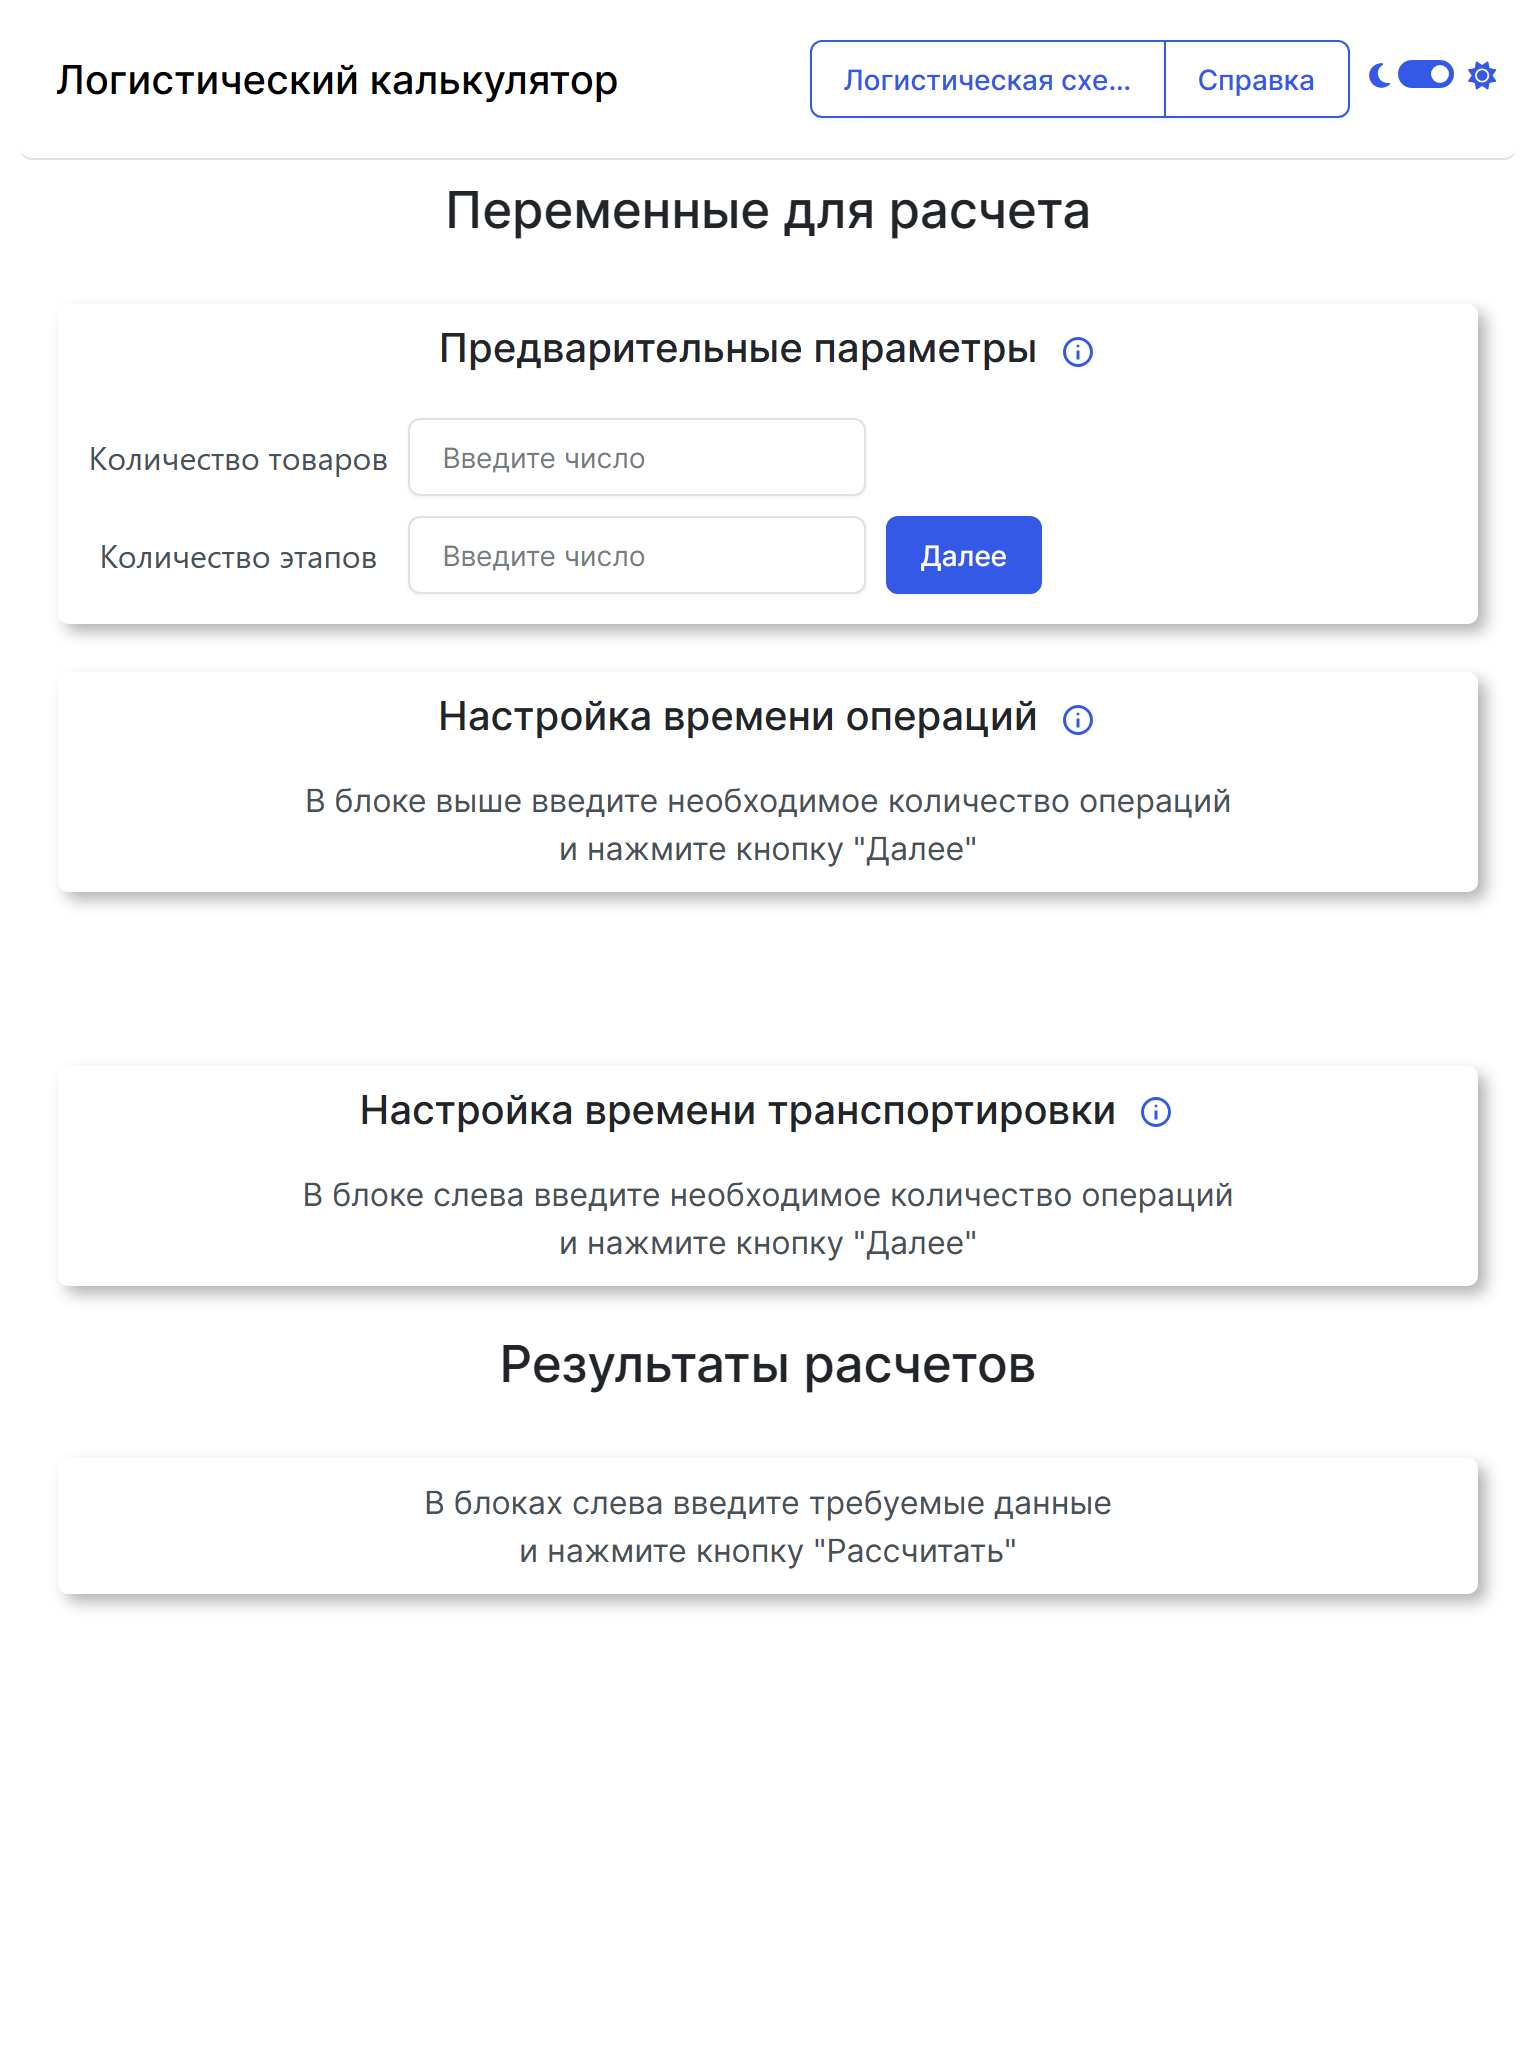 Логистический калькулятор
Логистическая схе...
Справка
Переменные для расчета
Предварительные параметры
Количество товаров
Введите число
Количество этапов
Введите число
Далее
Настройка времени операций
В блоке выше введите необходимое количество операций
и нажмите кнопку "Далее"
Настройка времени транспортировки
В блоке слева введите необходимое количество операций
и нажмите кнопку "Далее"
Результаты расчетов
В блоках слева введите требуемые данные
и нажмите кнопку "Рассчитать"